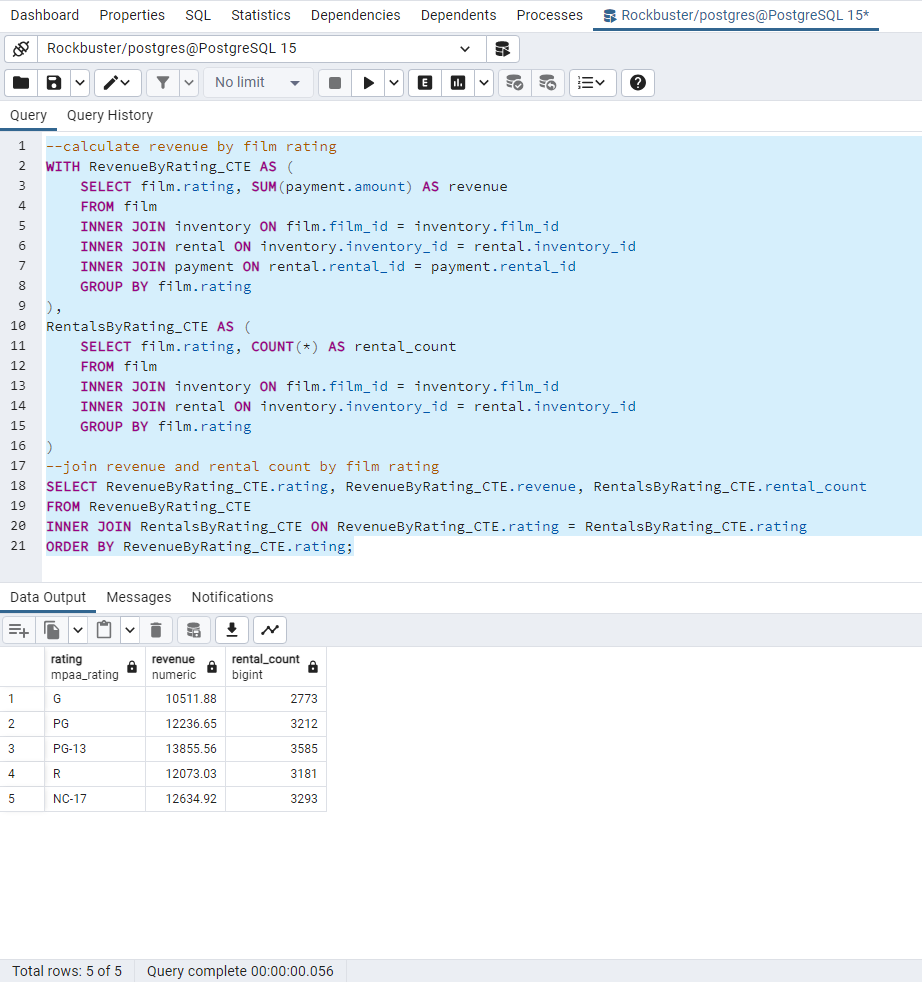 Dashboard Properties SQL Statistics Dependencies Dependents Processes Rockbuster/postgres@PostgreSQL 15*
Rockbuster/postgres@PostgreSQL 15
No limit E
Query Query History
1 --calculate revenue by film rating
2 WITH RevenueByRating_CTE AS (
3 SELECT film.rating, SUM(payment.amount) AS revenue
4 FROM film
5 INNER JOIN inventory ON film.film_id = inventory.film_id
6 INNER JOIN rental ON inventory.inventory_id = rental.inventory_id
7 INNER JOIN payment ON rental.rental_id = payment.rental_id
8 GROUP BY film.rating
9 ),
10 RentalsByRating_CTE AS (
11 SELECT film.rating, COUNT(*) AS rental_count
12 FROM film
13 INNER JOIN inventory ON film.film_id = inventory.film_id
14 INNER JOIN rental ON inventory.inventory_id = rental.inventory_id
15 GROUP BY film.rating
16 )
17 --join revenue and rental count by film rating
18 SELECT RevenueByRating_CTE.rating, RevenueByRating_CTE.revenue, RentalsByRating_CTE.rental_count
19 FROM RevenueByRating_CTE
20 INNER JOIN RentalsByRating_CTE ON RevenueByRating_CTE.rating = RentalsByRating_CTE.rating
21 ORDER BY RevenueByRating_CTE.rating;
Data Output Messages Notifications
rating revenue rental_count
mpaa_rating numeric bigint
1 G 10511.88 2773
2 PG 12236.65 3212
3 PG-13 13855.56 3585
4 R 12073.03 3181
5 NC-17 12634.92 3293
Total rows: 5 of 5 Query complete 00:00:00.056